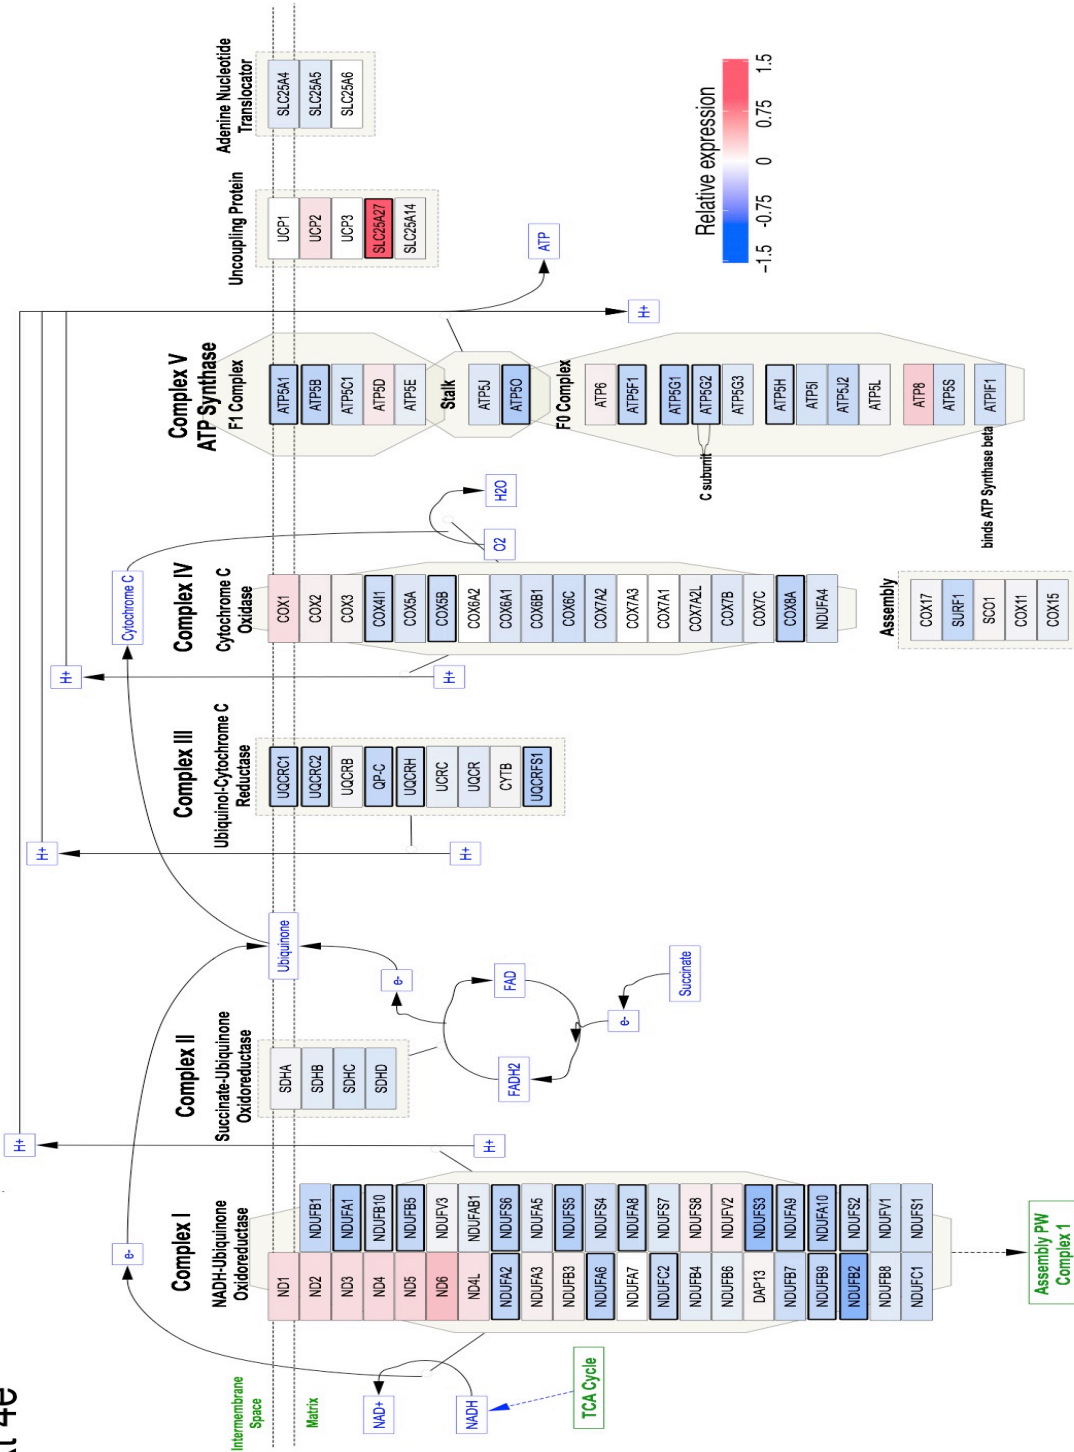 Intermembrane
Space
Matrix
NAD+
NADH
TCA Cycle
e-
H+
H+
Complex I
NADH-Ubiquinone
Oxidoreductase
ND1
ND2
NDUFB1
ND3
NDUFA1
ND4
NDUFB10
ND5
NDUFB5
ND6
NDUFV3
ND4L
NDUFAB1
NDUFA2
NDUFS6
NDUFA3
NDUFA5
NDUFB3
NDUFS5
NDUFA6
NDUFS4
NDUFA7
NDUFA8
NDUFC2
NDUFS7
NDUFB4
NDUFS8
NDUFB6
NDUFV2
DAP13
NDUFS3
NDUFB7
NDUFA9
NDUFB9
NDUFA10
NDUFB2
NDUFS2
NDUFB8
NDUFV1
NDUFC1
NDUFS1
Assembly PW
Complex 1
Complex II
Succinate-Ubiquinone
Oxidoreductase
SDHA
SDHB
SDHC
SDHD
FADH2
FAD
e-
e-
Succinate
Ubiquinone
H+
H+
Complex III
Ubiquinol-Cytochrome C
Reductase
UQCRC1
UQCRC2
UQCRB
QP-C
UQCRH
UCRC
UQCR
CYTB
UQCRFS1
H+
H+
Cytochrome C
Complex IV
Cytochrome C
Oxidase
COX1
COX2
COX3
COX4I1
COX5A
COX5B
COX6A2
COX6A1
COX6B1
COX6C
COX7A2
COX7A3
COX7A1
COX7A2L
COX7B
COX7C
COX8A
NDUFA4
Assembly
COX17
SURF1
SCO1
COX11
COX15
O2
H2O
Complex V
ATP Synthase
F1 Complex
ATP5A1
ATP5B
ATP5C1
ATP5D
ATP5E
Stalk
ATP5J
ATP5O
F0 Complex
ATP6
ATP5F1
ATP5G1
ATP5G2
ATP5G3
C subunit
ATP5H
ATP5I
ATP5J2
ATP5L
ATP8
ATP5S
ATPIF1
binds ATP Synthase beta
H+
ATP
Uncoupling Protein
UCP1
UCP2
UCP3
SLC25A27
SLC25A14
Adenine Nucleotide
Translocator
SLC25A4
SLC25A5
SLC25A6
Relative expression
−1.5 -0.75 0 0.75 1.5